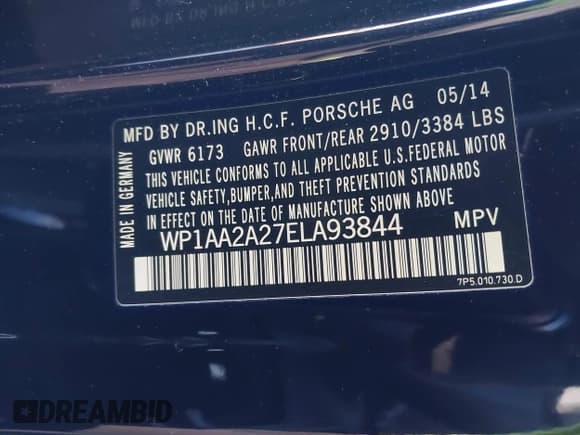 MFD BY DR.ING H.C.F. PORSCHE AG 05/14
GVWR 6173 GAWR FRONT/REAR 2910/3384 LBS
THIS VEHICLE CONFORMS TO ALL APPLICABLE U.S.FEDERAL MOTOR
VEHICLE SAFETY,BUMPER,AND THEFT PREVENTION STANDARDS
IN EFFECT ON THE DATE OF MANUFACTURE SHOWN ABOVE
WP1AA2A27ELA93844 MPV
MADE IN GERMANY
7P5.010.730.D
DREAMBID